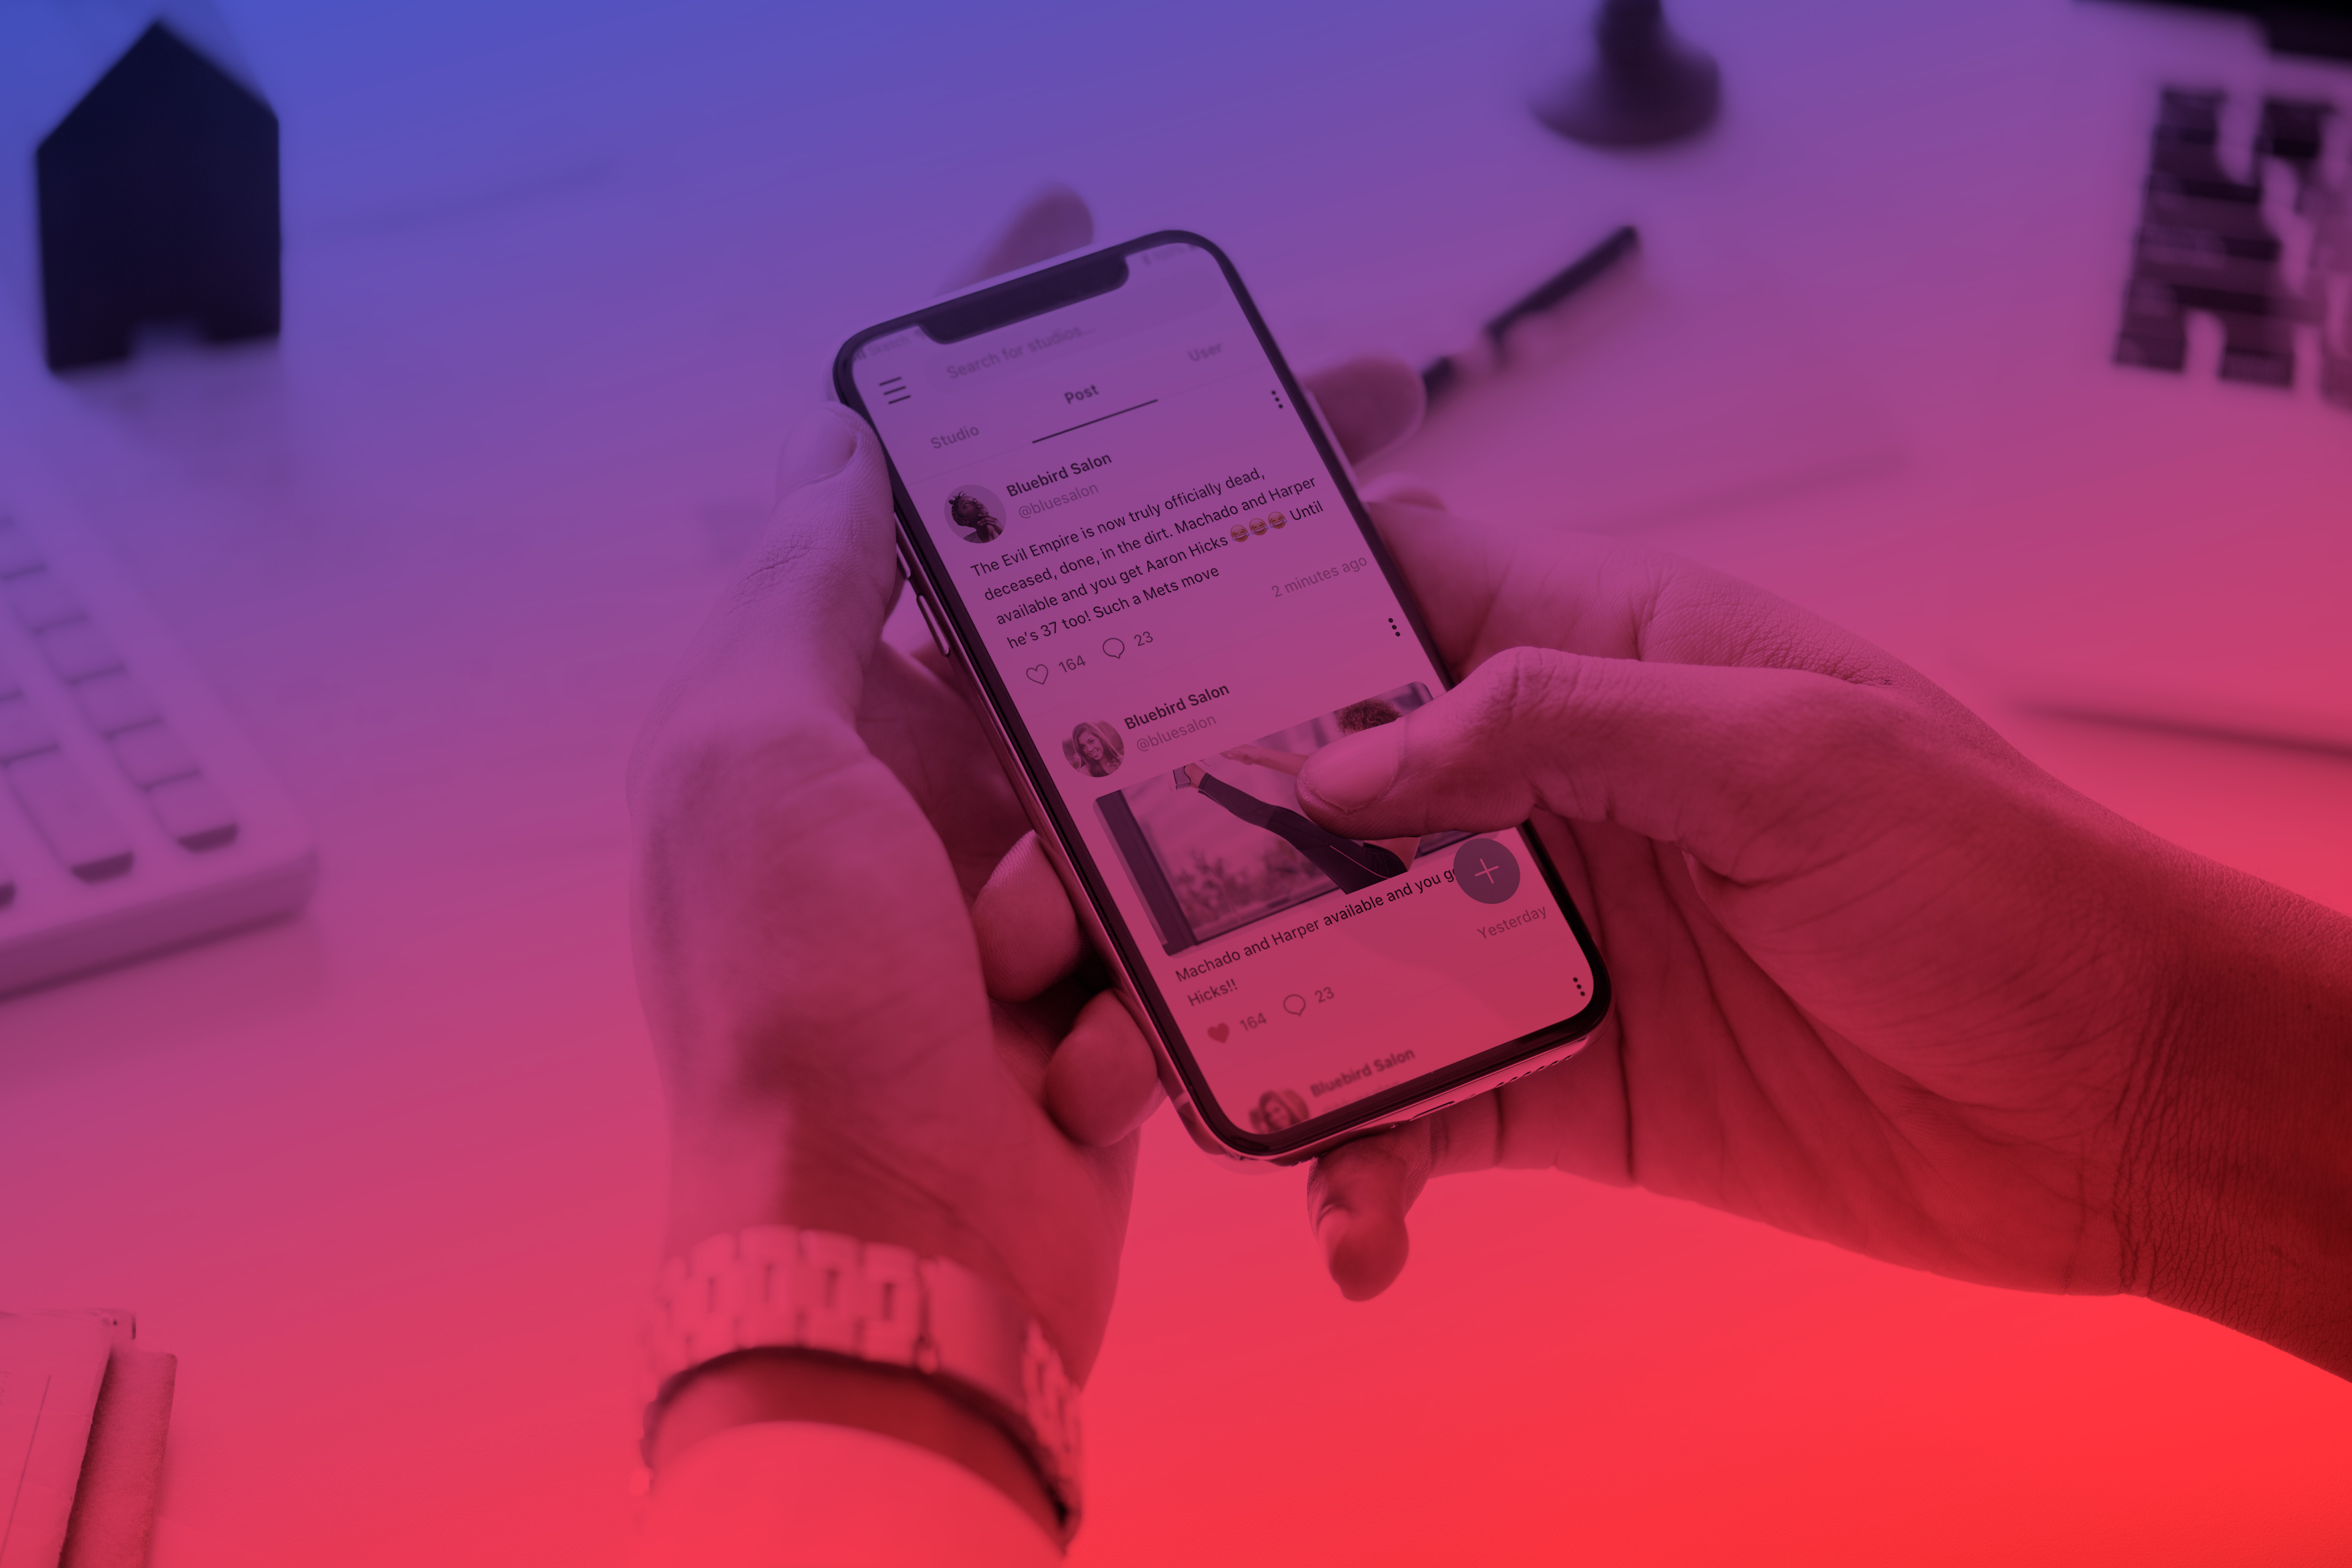 Search for studios...
Studio
Post
User
Bluebird Salon
@bluesalon
The Evil Empire is now truly officially dead,
deceased, done, in the dirt. Machado and Harper
available and you get Aaron Hicks 😂😂😂 Until
he's 37 too! Such a Mets move
2 minutes ago
164 23
Bluebird Salon
@bluesalon
Machado and Harper available and you
Hicks!!
Yesterday
164 23
Bluebird Salon